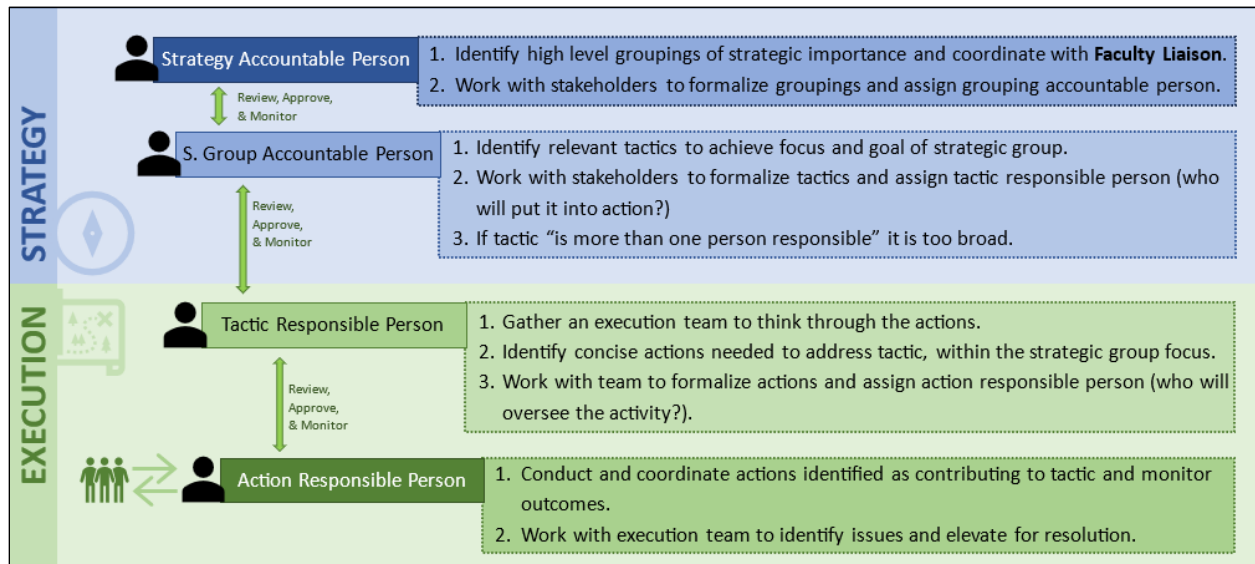 STRATEGY
Strategy Accountable Person
1. Identify high level groupings of strategic importance and coordinate with Faculty Liaison.
2. Work with stakeholders to formalize groupings and assign grouping accountable person.
Review, Approve,
& Monitor
S. Group Accountable Person
1. Identify relevant tactics to achieve focus and goal of strategic group.
2. Work with stakeholders to formalize tactics and assign tactic responsible person (who
will put it into action?)
3. If tactic “is more than one person responsible” it is too broad.
Review,
Approve,
& Monitor
EXECUTION
Tactic Responsible Person
1. Gather an execution team to think through the actions.
2. Identify concise actions needed to address tactic, within the strategic group focus.
3. Work with team to formalize actions and assign action responsible person (who will
oversee the activity?).
Review,
Approve,
& Monitor
Action Responsible Person
1. Conduct and coordinate actions identified as contributing to tactic and monitor
outcomes.
2. Work with execution team to identify issues and elevate for resolution.